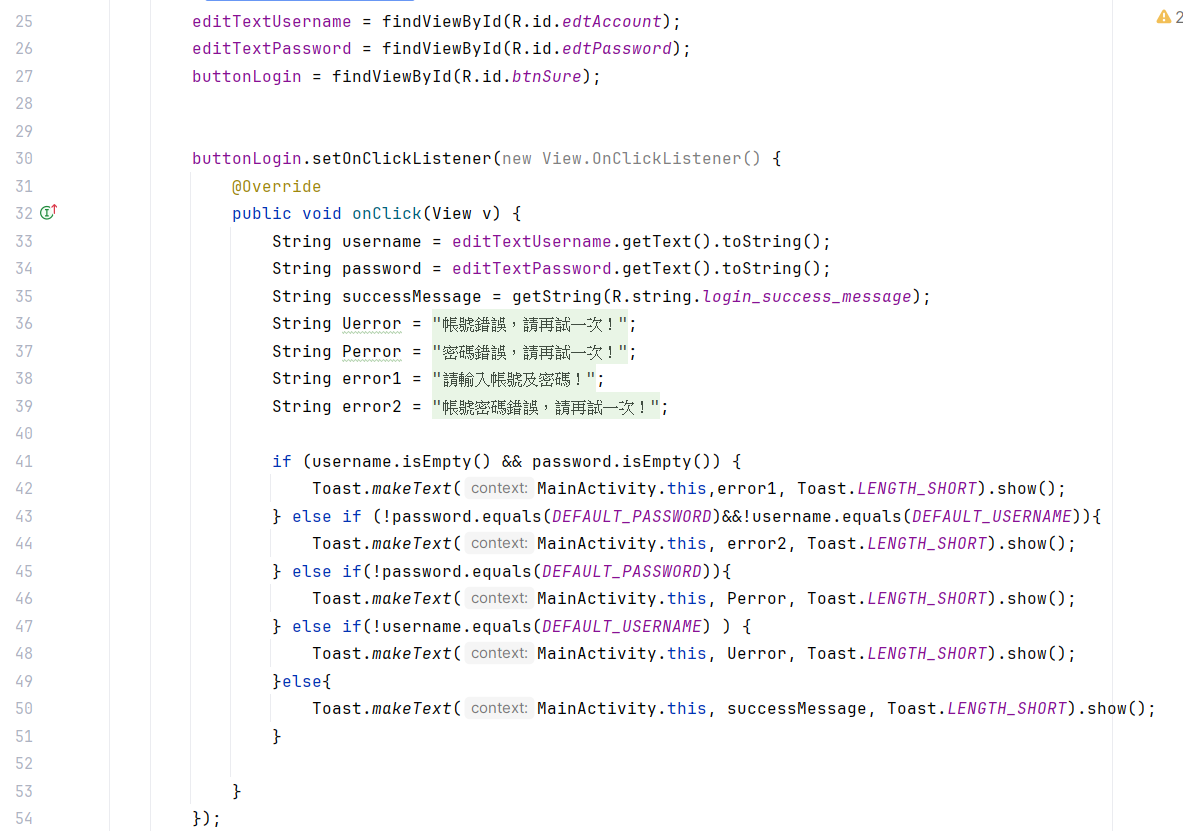 25 editTextUsername = findViewById(R.id.edtAccount);
26 editTextPassword = findViewById(R.id.edtPassword);
27 buttonLogin = findViewById(R.id.btnSure);
28
29
30 buttonLogin.setOnClickListener(new View.OnClickListener() {
31 @Override
32 public void onClick(View v) {
33 String username = editTextUsername.getText().toString();
34 String password = editTextPassword.getText().toString();
35 String successMessage = getString(R.string.login_success_message);
36 String Uerror = "帳號錯誤，請再試一次！";
37 String Perror = "密碼錯誤，請再試一次！";
38 String error1 = "請輸入帳號及密碼！";
39 String error2 = "帳號密碼錯誤，請再試一次！";
40
41 if (username.isEmpty() && password.isEmpty()) {
42 Toast.makeText( context: MainActivity.this,error1, Toast.LENGTH_SHORT).show();
43 } else if (!password.equals(DEFAULT_PASSWORD)&&!username.equals(DEFAULT_USERNAME)){
44 Toast.makeText( context: MainActivity.this, error2, Toast.LENGTH_SHORT).show();
45 } else if(!password.equals(DEFAULT_PASSWORD)){
46 Toast.makeText( context: MainActivity.this, Perror, Toast.LENGTH_SHORT).show();
47 } else if(!username.equals(DEFAULT_USERNAME) ) {
48 Toast.makeText( context: MainActivity.this, Uerror, Toast.LENGTH_SHORT).show();
49 }else{
50 Toast.makeText( context: MainActivity.this, successMessage, Toast.LENGTH_SHORT).show();
51 }
52
53 }
54 });
2